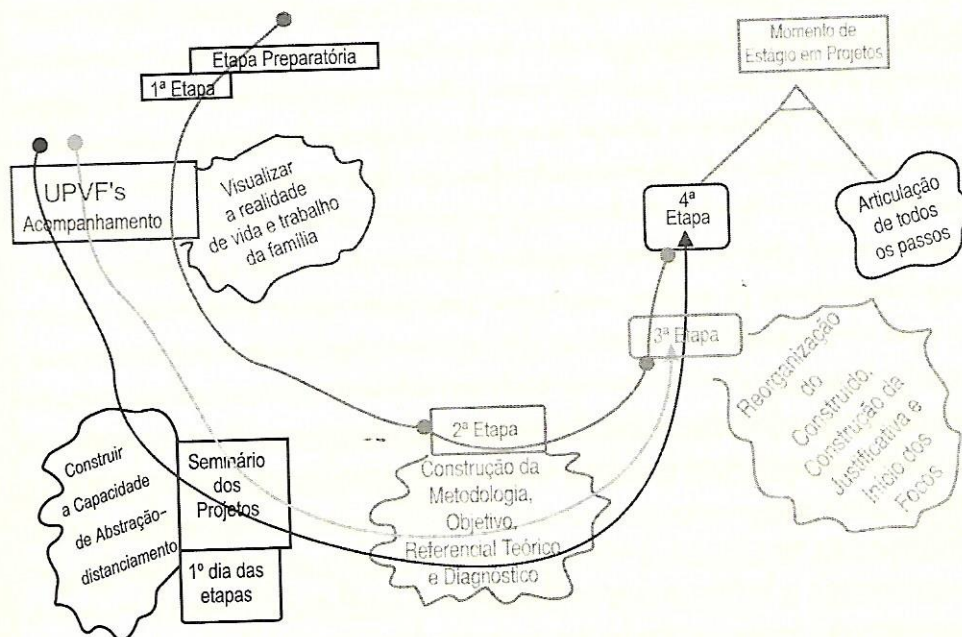 Etapa Preparatória
1ª Etapa
Momento de
Estágio em Projetos
UPVF's
Acompanhamento
Visualizar
a realidade
de vida e trabalho
da família
4ª
Etapa
Articulação
de todos
os passos
3ª Etapa
Reorganização
do
Construido,
Construção da
Justificativa e
Início dos
Focos
2ª Etapa
Construção da
Metodologia,
Objetivo,
Referencial Teórico
e Diagnostico
Construir
a Capacidade
de Abstração-
distanciamento
Seminário
dos
Projetos
1º dia das
etapas